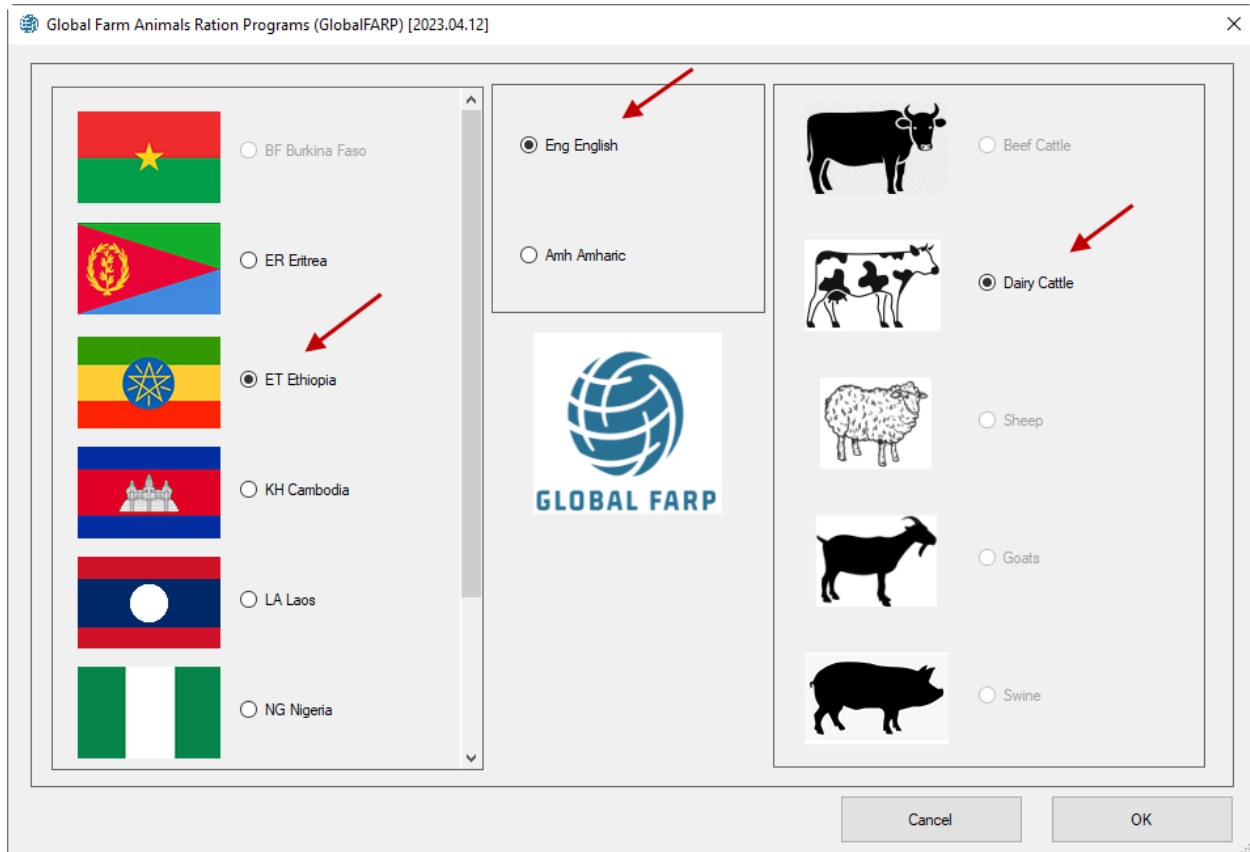 Global Farm Animals Ration Programs (GlobalFARP) [2023.04.12]
BF Burkina Faso
ER Eritrea
ET Ethiopia
KH Cambodia
LA Laos
NG Nigeria
Eng English
Amh Amharic
GLOBAL FARP
Beef Cattle
Dairy Cattle
Sheep
Goats
Swine
Cancel
OK